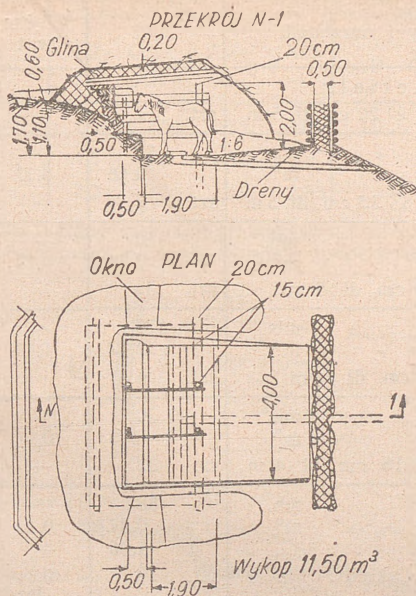 PRZEKRÓJ N-1
Glina
0,20
20cm
0,50
0,60
1,70
1,10
2,00
0,50
1:6
Dreny
0,50
1,90
Okno
PLAN
20cm
15cm
N
4,00
1
0,50
1,90
Wykop 11,50 m³